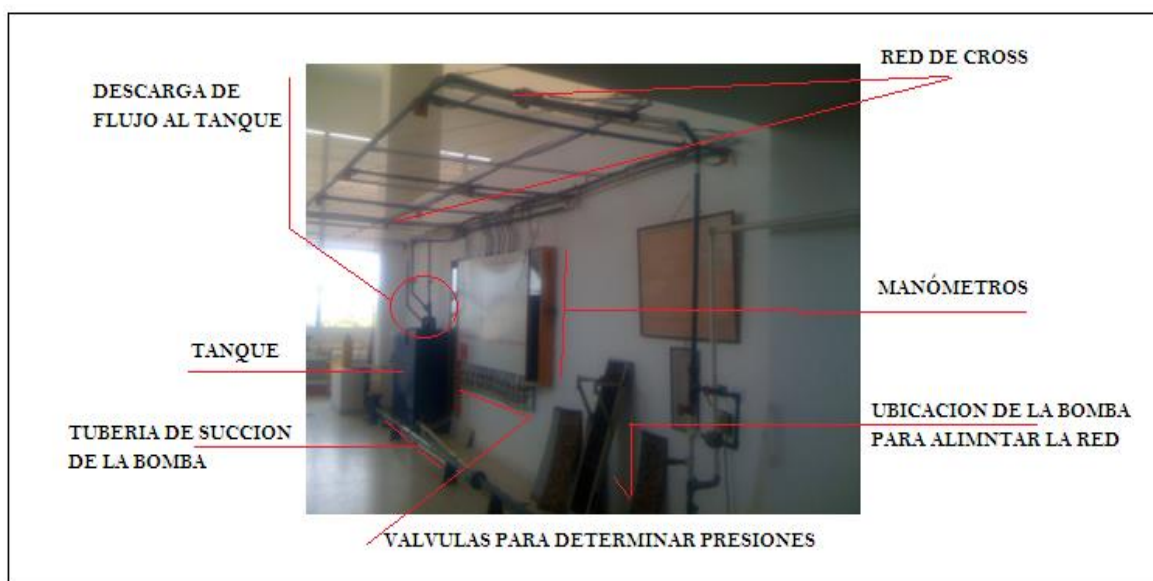 RED DE CROSS
DESCARGA DE
FLUJO AL TANQUE
MANÓMETROS
TANQUE
UBICACION DE LA BOMBA
PARA ALIMNTAR LA RED
TUBERIA DE SUCCION
DE LA BOMBA
VALVULAS PARA DETERMINAR PRESIONES